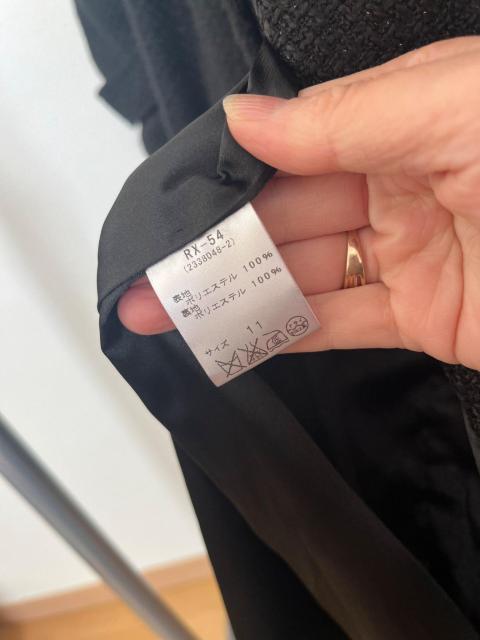 RX-54
(2338048-2)
表地
ポリエステル 100%
裏地
ポリエステル 100%
サイズ 11